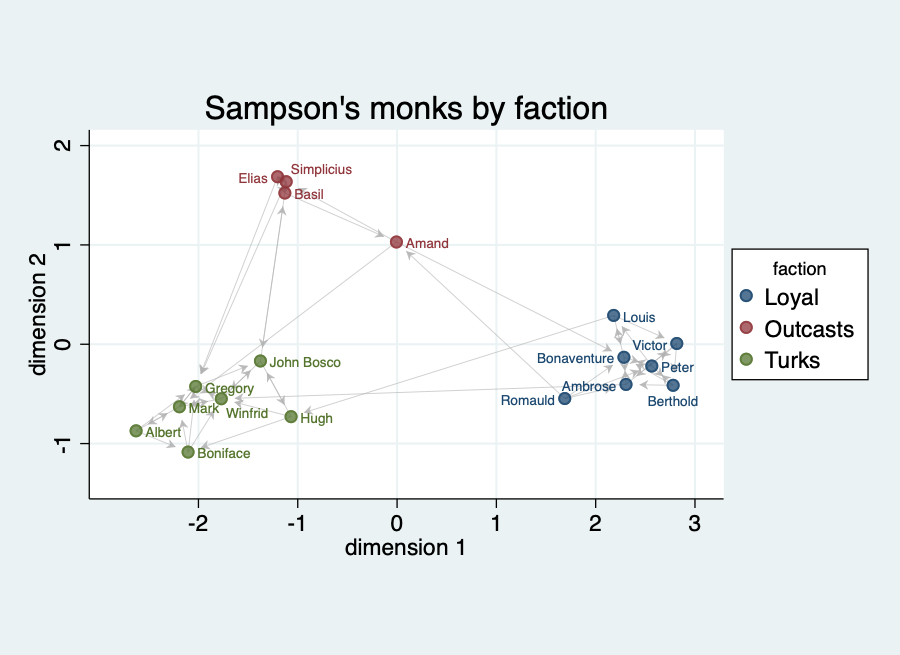 Sampson's monks by faction
dimension 2
2
1
0
-1
Elias
Simplicius
Basil
Amand
Louis
Victor
Bonaventure
Peter
Ambrose
Romauld
Berthold
John Bosco
Gregory
Mark
Winfrid
Hugh
Albert
Boniface
-2 -1 0 1 2 3
dimension 1
faction
Loyal
Outcasts
Turks